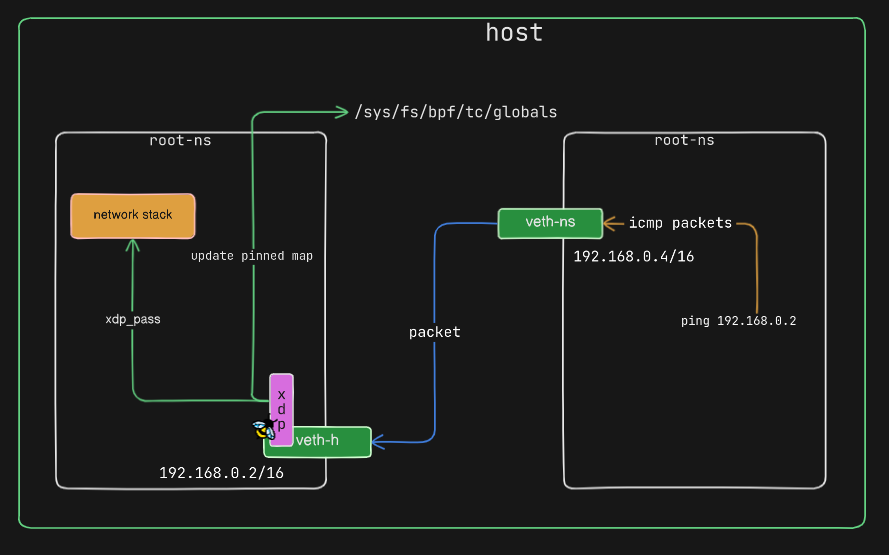 host
/sys/fs/bpf/tc/globals
root-ns
root-ns
network stack
veth-ns
icmp packets
update pinned map
192.168.0.4/16
xdp_pass
packet
ping 192.168.0.2
xdp
veth-h
192.168.0.2/16